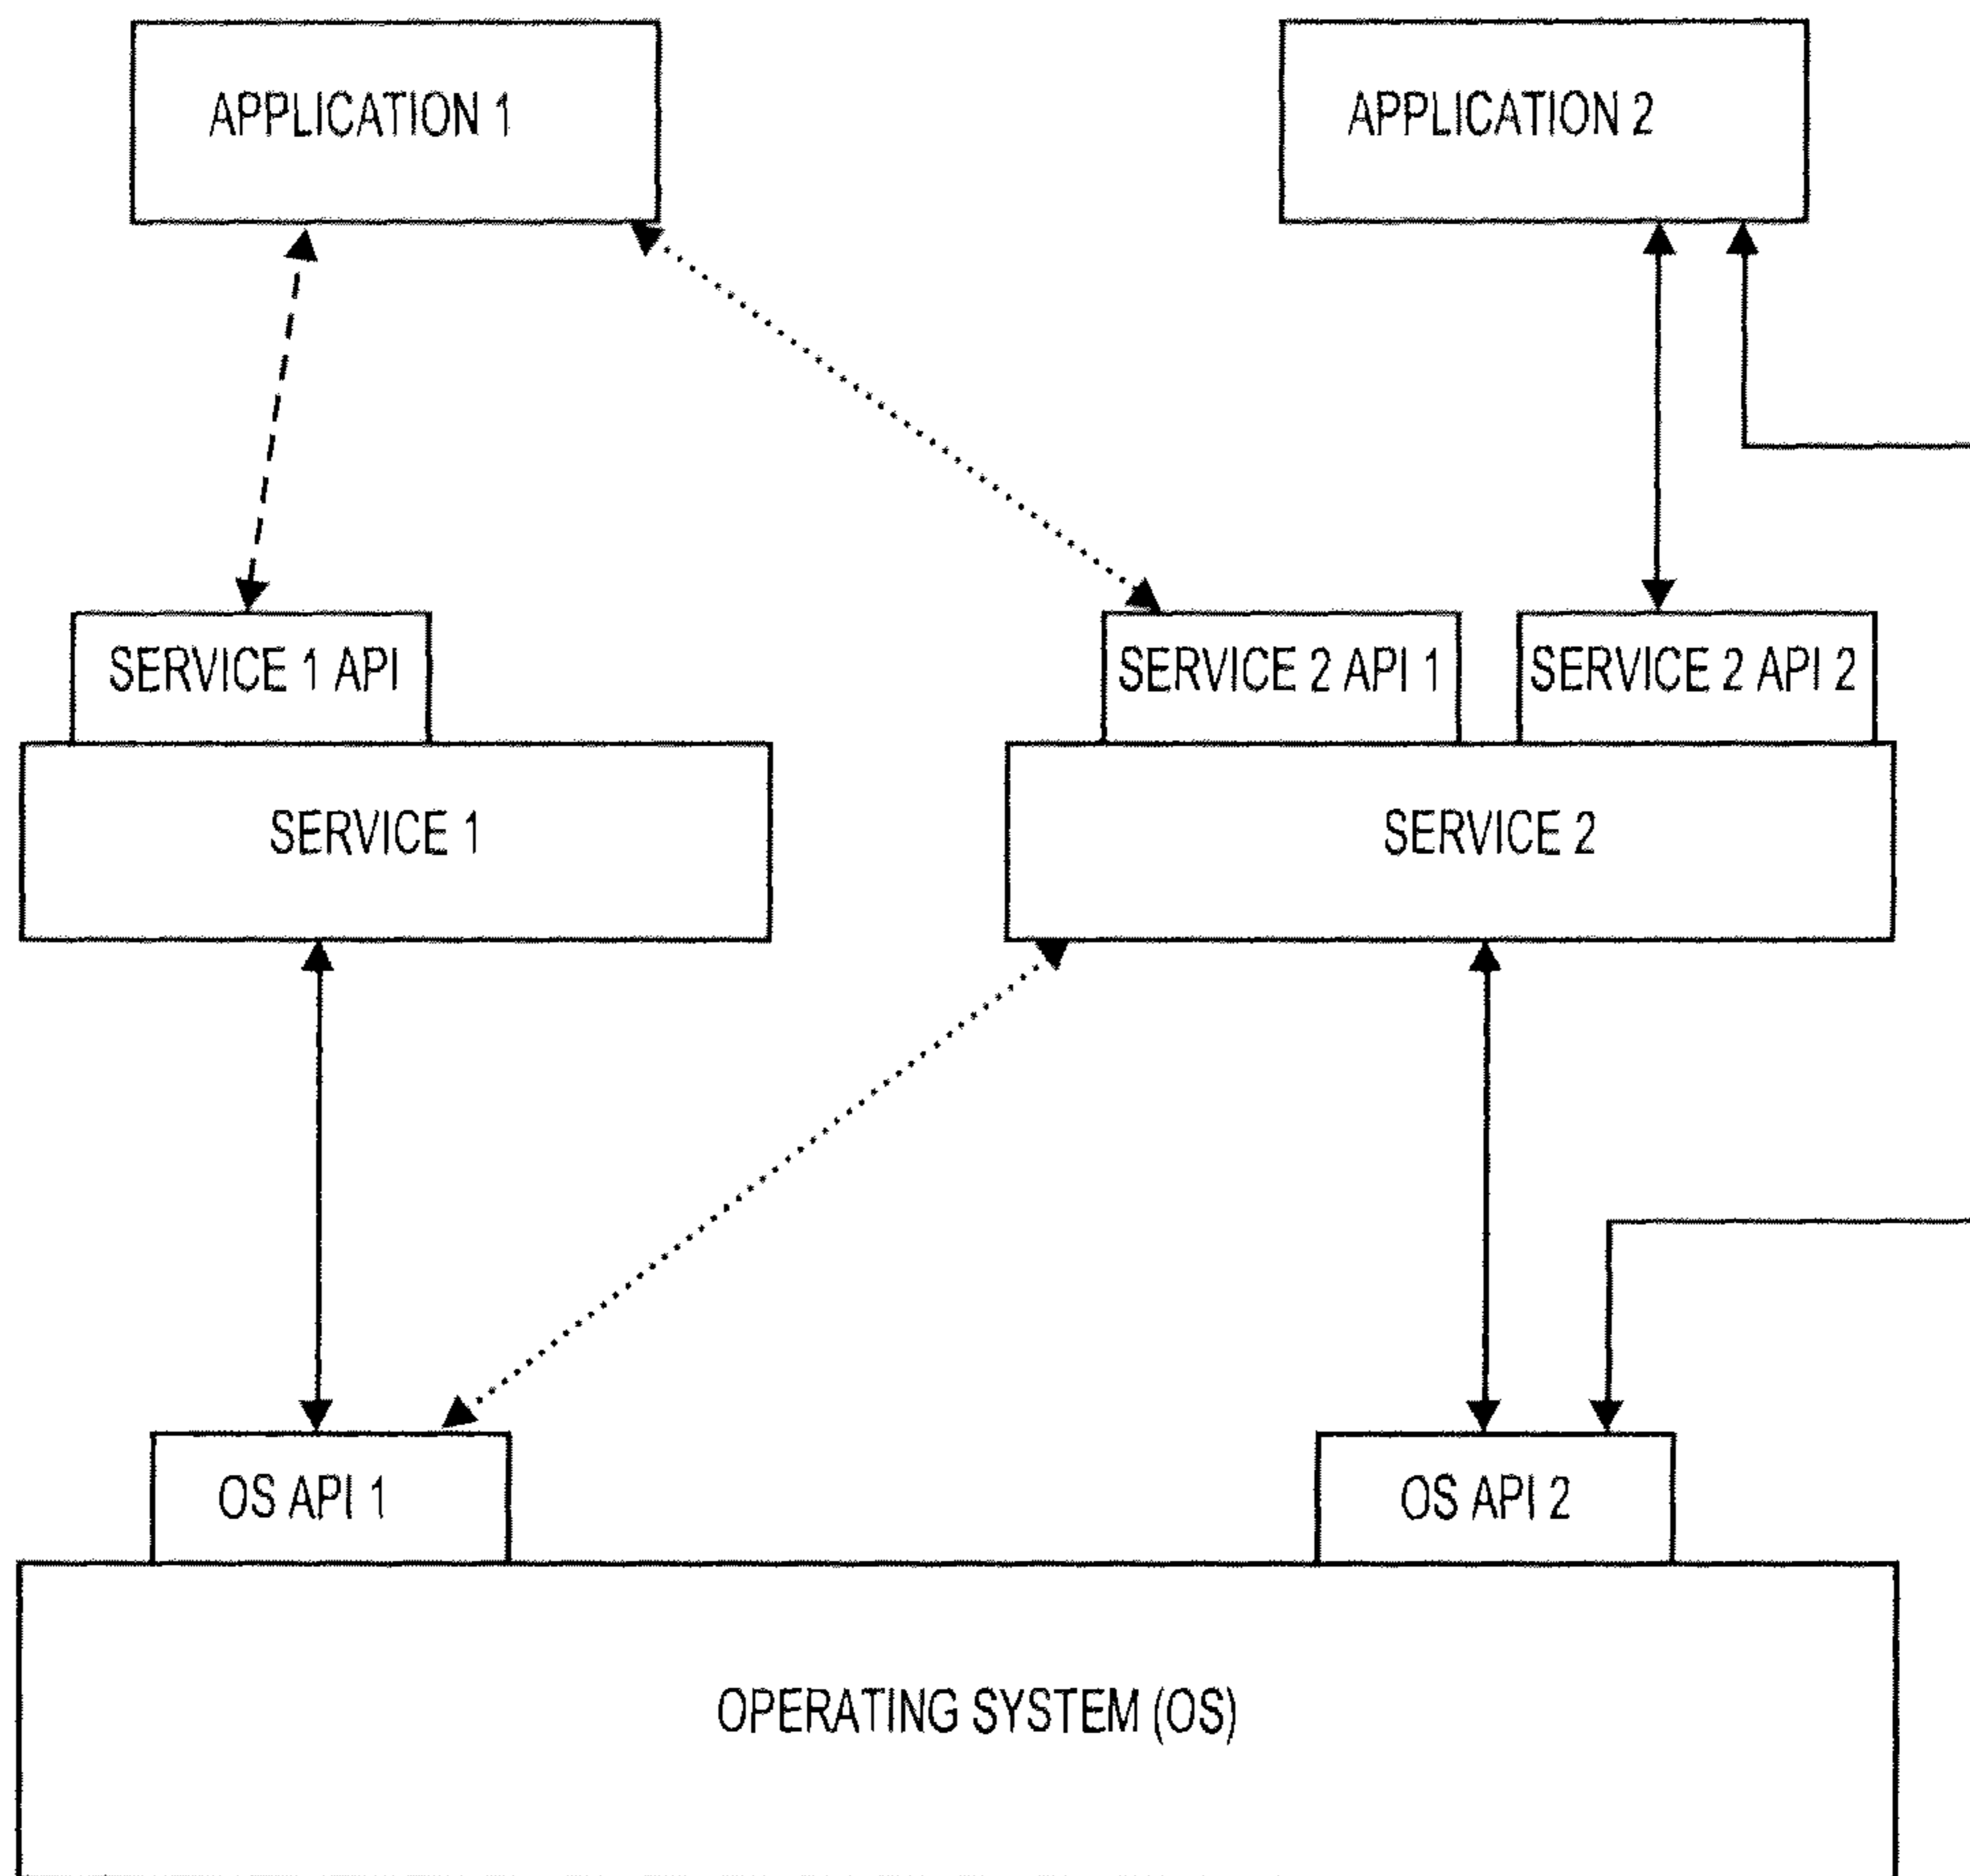 APPLICATION 1
APPLICATION 2
SERVICE 1 API
SERVICE 2 API 1
SERVICE 2 API 2
SERVICE 1
SERVICE 2
OS API 1
OS API 2
OPERATING SYSTEM (OS)